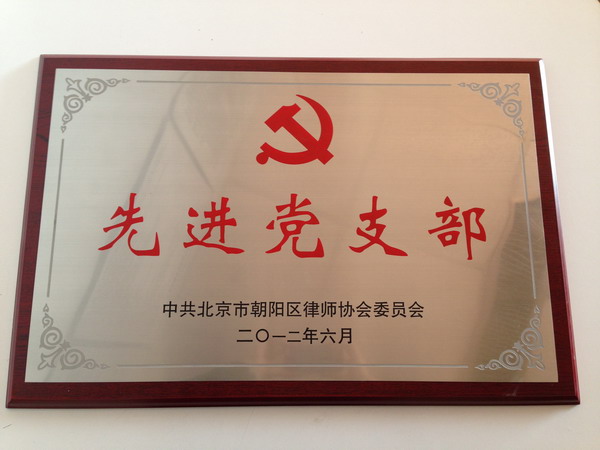 先进党支部
中共北京市朝阳区律师协会委员会
二〇一二年六月